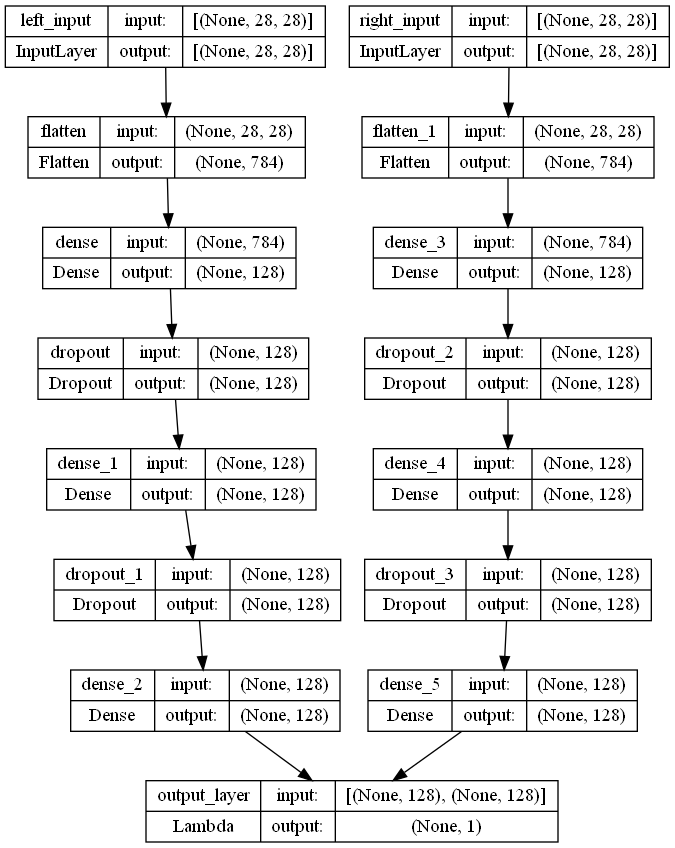 left_input input: [(None, 28, 28)]
InputLayer output: [(None, 28, 28)]
right_input input: [(None, 28, 28)]
InputLayer output: [(None, 28, 28)]
flatten input: (None, 28, 28)
Flatten output: (None, 784)
flatten_1 input: (None, 28, 28)
Flatten output: (None, 784)
dense input: (None, 784)
Dense output: (None, 128)
dense_3 input: (None, 784)
Dense output: (None, 128)
dropout input: (None, 128)
Dropout output: (None, 128)
dropout_2 input: (None, 128)
Dropout output: (None, 128)
dense_1 input: (None, 128)
Dense output: (None, 128)
dense_4 input: (None, 128)
Dense output: (None, 128)
dropout_1 input: (None, 128)
Dropout output: (None, 128)
dropout_3 input: (None, 128)
Dropout output: (None, 128)
dense_2 input: (None, 128)
Dense output: (None, 128)
dense_5 input: (None, 128)
Dense output: (None, 128)
output_layer input: [(None, 128), (None, 128)]
Lambda output: (None, 1)